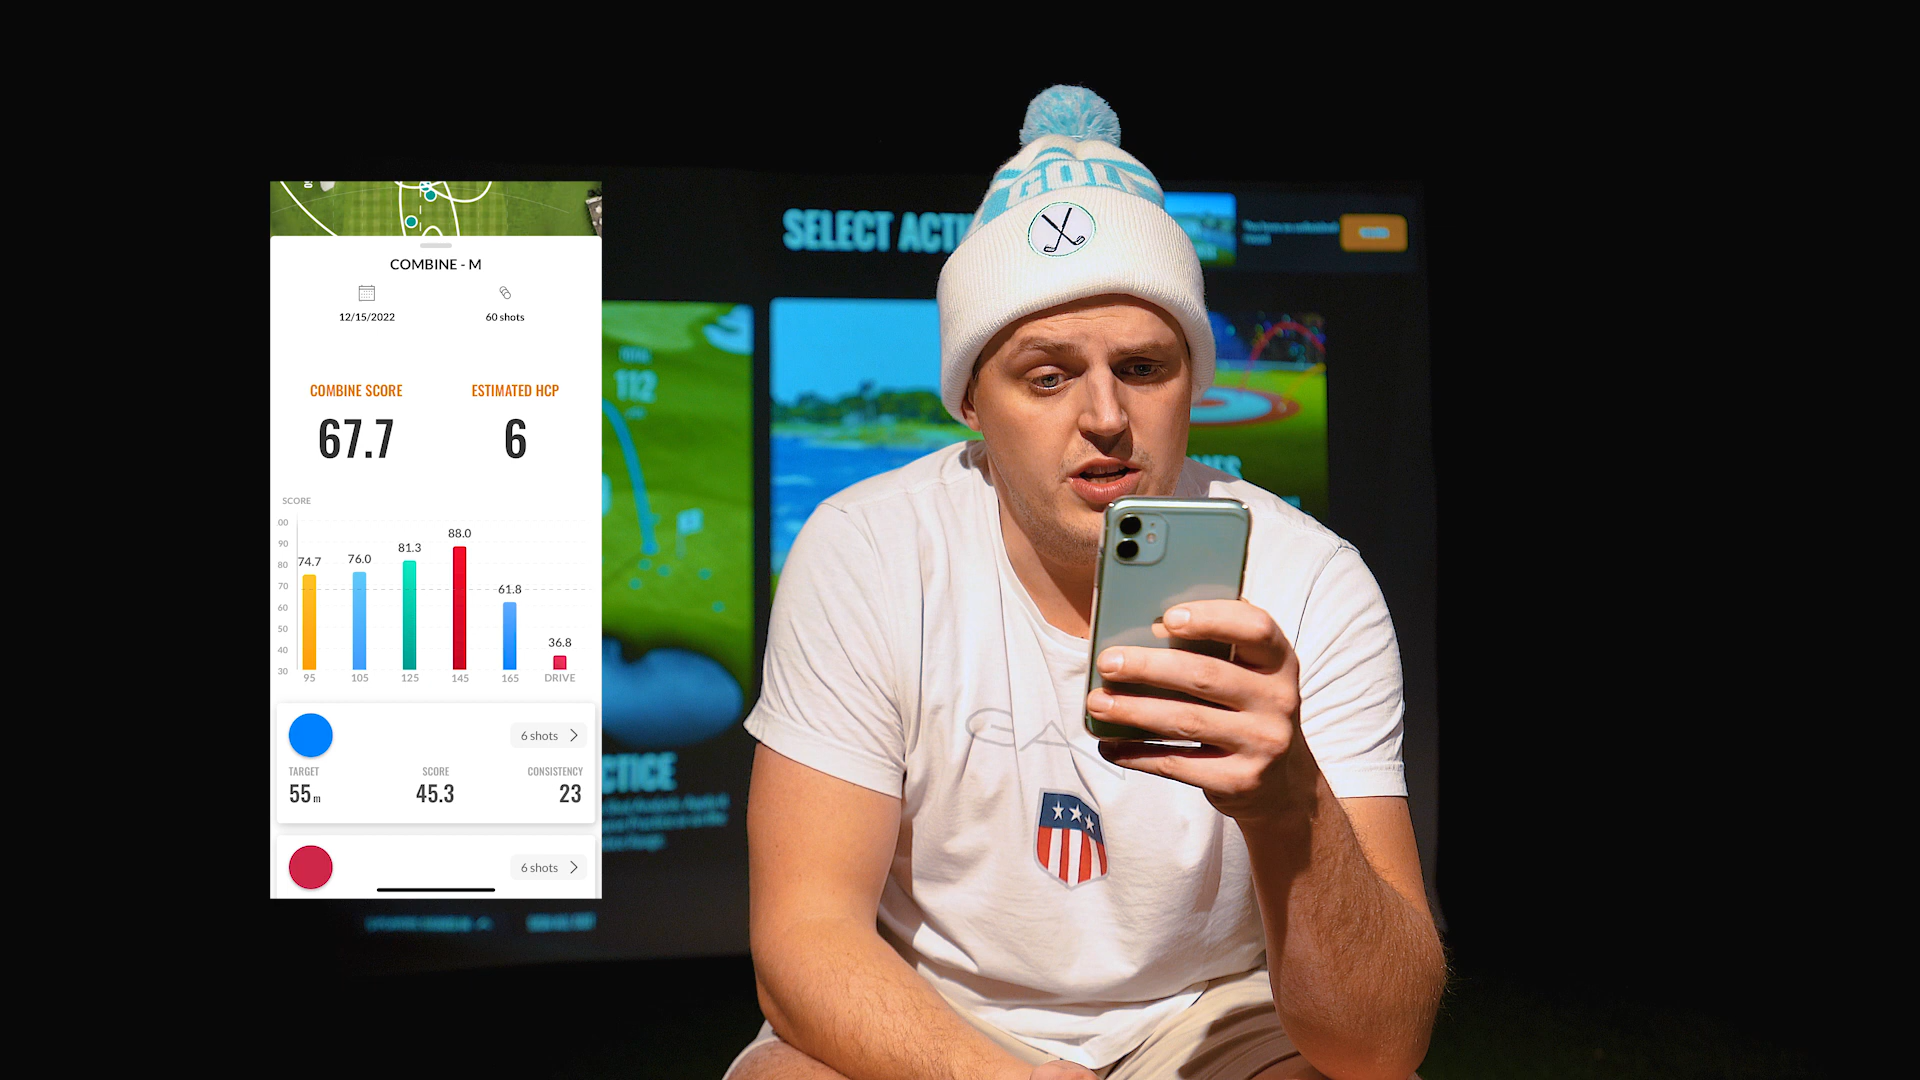 COMBINE - M
12/15/2022
60 shots
COMBINE SCORE
ESTIMATED HCP
67.7
6
SCORE
00
90
80
70
60
50
40
30
74.7
76.0
81.3
88.0
61.8
36.8
95
105
125
145
165
DRIVE
6 shots
TARGET
SCORE
CONSISTENCY
55 m
45.3
23
6 shots
SELECT ACTI
112
CTICE
GOL